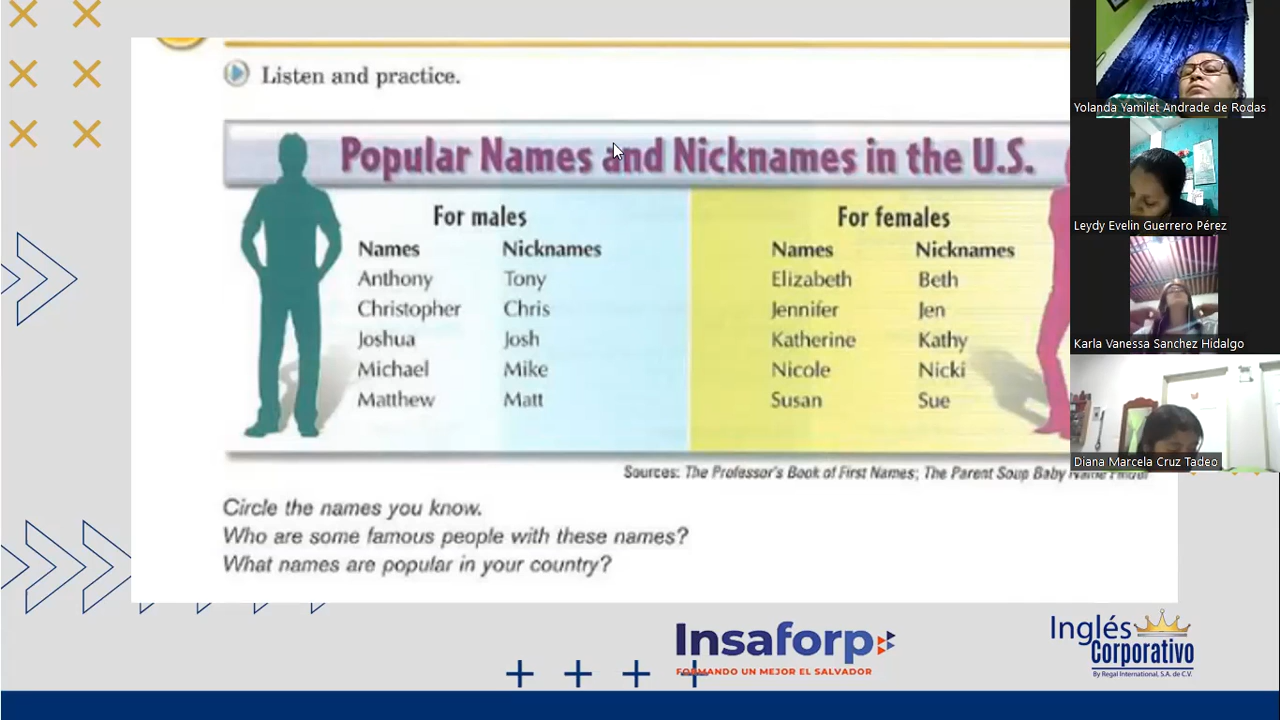 Listen and practice.
Popular Names and Nicknames in the U.S.
For males
Names Nicknames
Anthony Tony
Christopher Chris
Joshua Josh
Michael Mike
Matthew Matt
For females
Names Nicknames
Elizabeth Beth
Jennifer Jen
Katherine Kathy
Nicole Nicki
Susan Sue
Sources: The Professor's Book of First Names; The Parent Soup Baby
Circle the names you know.
Who are some famous people with these names?
What names are popular in your country?
Insaforp
FORMANDO UN MEJOR EL SALVADOR
Inglés
Corporativo
By Regal International, S.A. de C.V.
Yolanda Yamilet Andrade de Rodas
Leydy Evelin Guerrero Pérez
Karla Vanessa Sanchez Hidalgo
Diana Marcela Cruz Tadeo